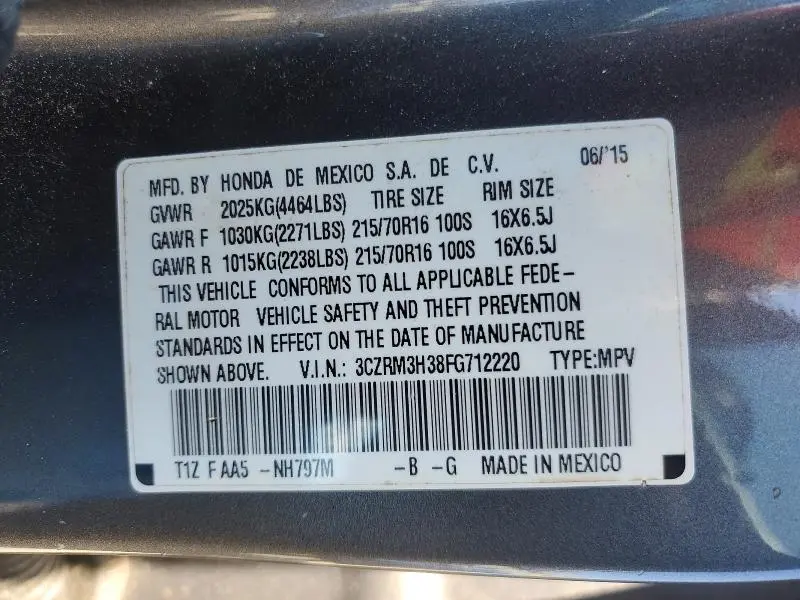 MFD. BY HONDA DE MEXICO S.A. DE C.V. 06/'15
GVWR 2025KG(4464LBS) TIRE SIZE RIM SIZE
GAWR F 1030KG(2271LBS) 215/70R16 100S 16X6.5J
GAWR R 1015KG(2238LBS) 215/70R16 100S 16X6.5J
THIS VEHICLE CONFORMS TO ALL APPLICABLE FEDE-
RAL MOTOR VEHICLE SAFETY AND THEFT PREVENTION
STANDARDS IN EFFECT ON THE DATE OF MANUFACTURE
SHOWN ABOVE. V.I.N.: 3CZRM3H38FG712220 TYPE:MPV
T1Z F AA5 -NH797M -B -G MADE IN MEXICO